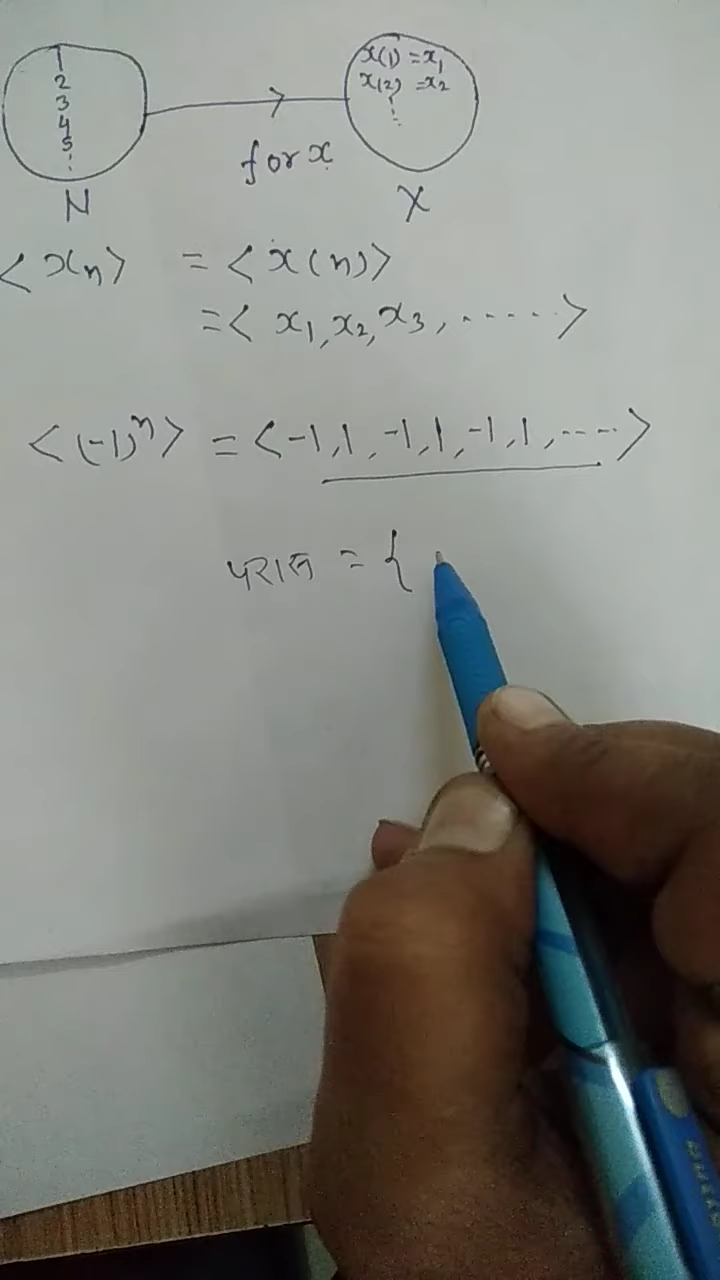 1
2
3
4
5
⋮
N
for x
x(1) = x₁
x(2) = x₂
⋮
X
<xₙ> = <x(n)>
= < x₁, x₂, x₃, ...... >
<(-1)ⁿ> = < -1, 1, -1, 1, -1, 1, ..... >
परास = {